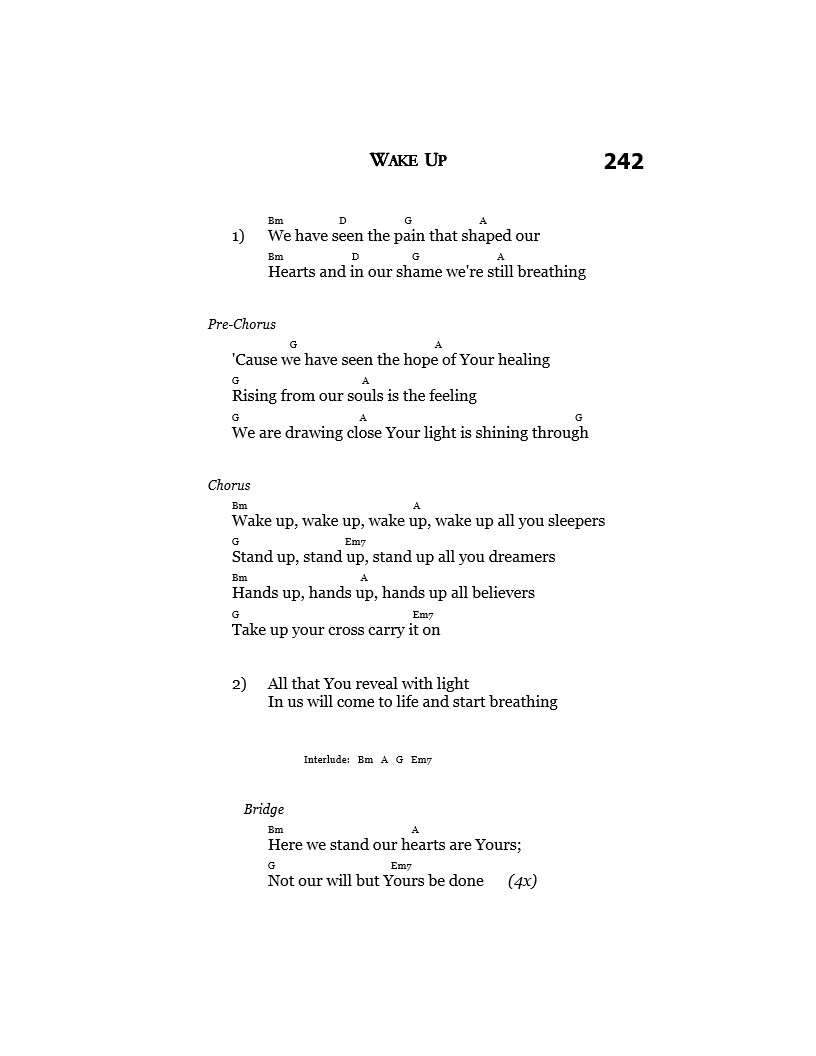 WAKE UP 242
Bm D G A
1) We have seen the pain that shaped our
Bm D G A
Hearts and in our shame we're still breathing
Pre-Chorus
G A
'Cause we have seen the hope of Your healing
G A
Rising from our souls is the feeling
G A G
We are drawing close Your light is shining through
Chorus
Bm A
Wake up, wake up, wake up, wake up all you sleepers
G Em7
Stand up, stand up, stand up all you dreamers
Bm A
Hands up, hands up, hands up all believers
G Em7
Take up your cross carry it on
2) All that You reveal with light
In us will come to life and start breathing
Interlude: Bm A G Em7
Bridge
Bm A
Here we stand our hearts are Yours;
G Em7
Not our will but Yours be done (4x)